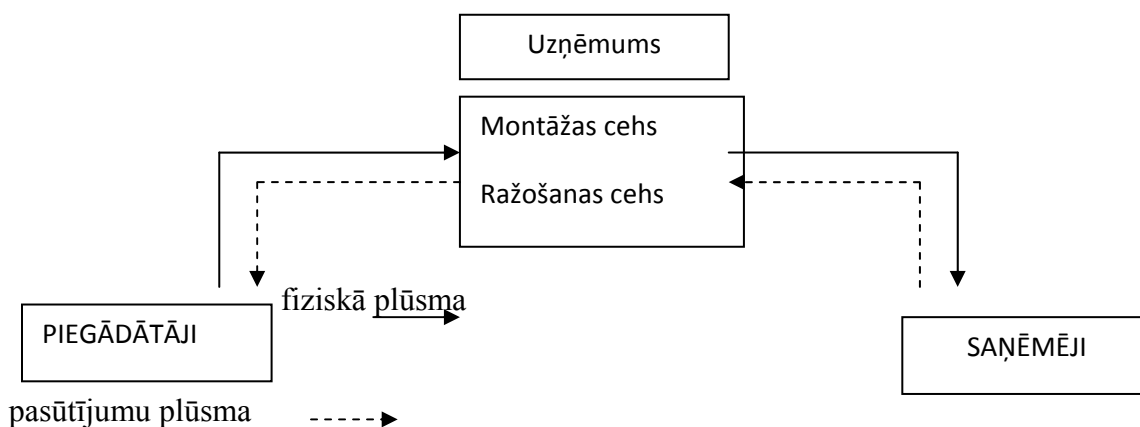 Uzņēmums
Montāžas cehs
Ražošanas cehs
fiziskā plūsma
PIEGĀDĀTĀJI
SAŅĒMĒJI
pasūtījumu plūsma